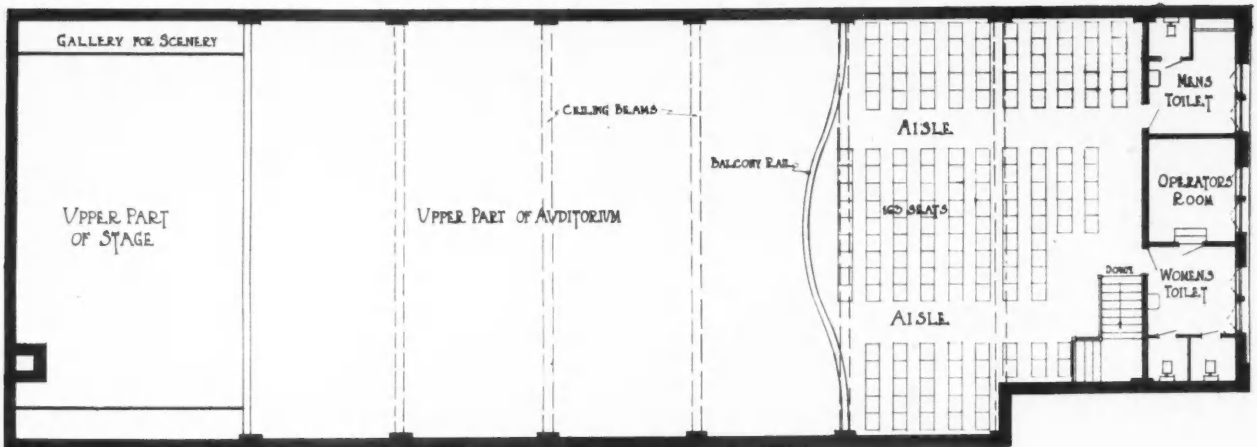 GALLERY FOR SCENERY
UPPER PART
OF STAGE
CEILING BEAMS
UPPER PART OF AUDITORIUM
BALCONY RAIL
AISLE
SEATS
AISLE
MENS
TOILET
OPERATORS'
ROOM
DOWN
WOMENS
TOILET